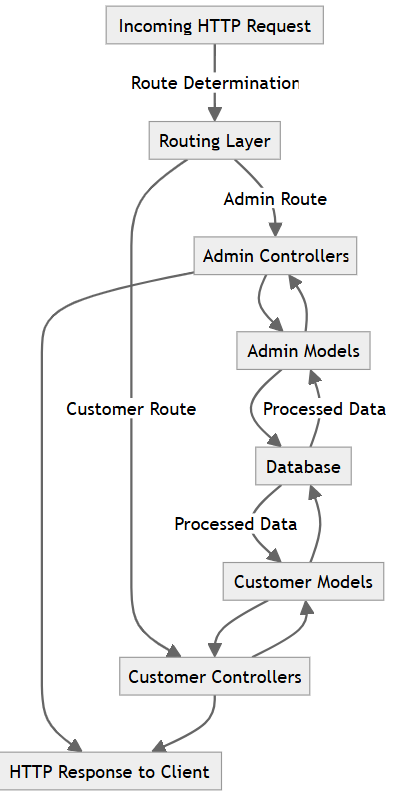 Incoming HTTP Request
Route Determination
Routing Layer
Admin Route
Admin Controllers
Admin Models
Customer Route
Processed Data
Database
Processed Data
Customer Models
Customer Controllers
HTTP Response to Client